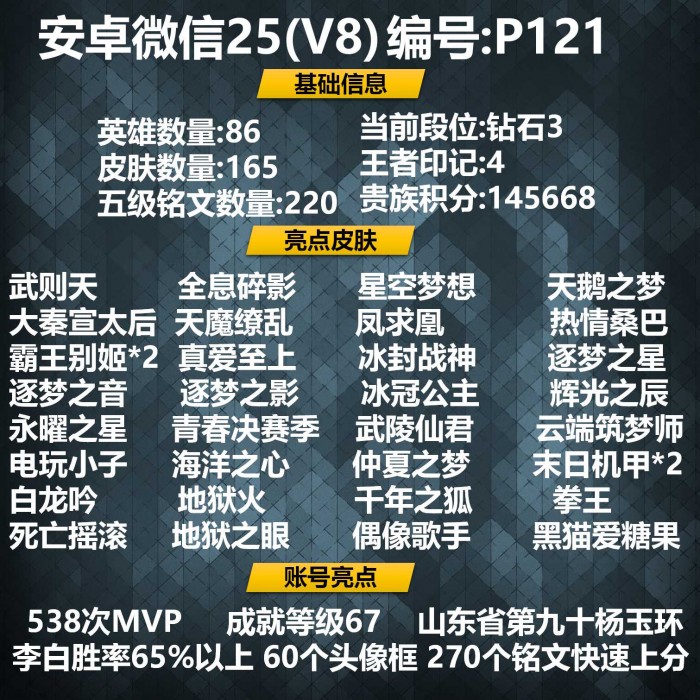 安卓微信25(V8) 编号:P121
基础信息
英雄数量:86 当前段位:钻石3
皮肤数量:165 王者印记:4
五级铭文数量:220 贵族积分:145668
亮点皮肤
武则天 全息碎影 星空梦想 天鹅之梦
大秦宣太后 天魔缭乱 凤求凰 热情桑巴
霸王别姬*2 真爱至上 冰封战神 逐梦之星
逐梦之音 逐梦之影 冰冠公主 辉光之辰
永曜之星 青春决赛季 武陵仙君 云端筑梦师
电玩小子 海洋之心 仲夏之梦 末日机甲*2
白龙吟 地狱火 千年之狐 拳王
死亡摇滚 地狱之眼 偶像歌手 黑猫爱糖果
账号亮点
538次MVP 成就等级67 山东省第九十杨玉环
李白胜率65%以上 60个头像框 270个铭文快速上分